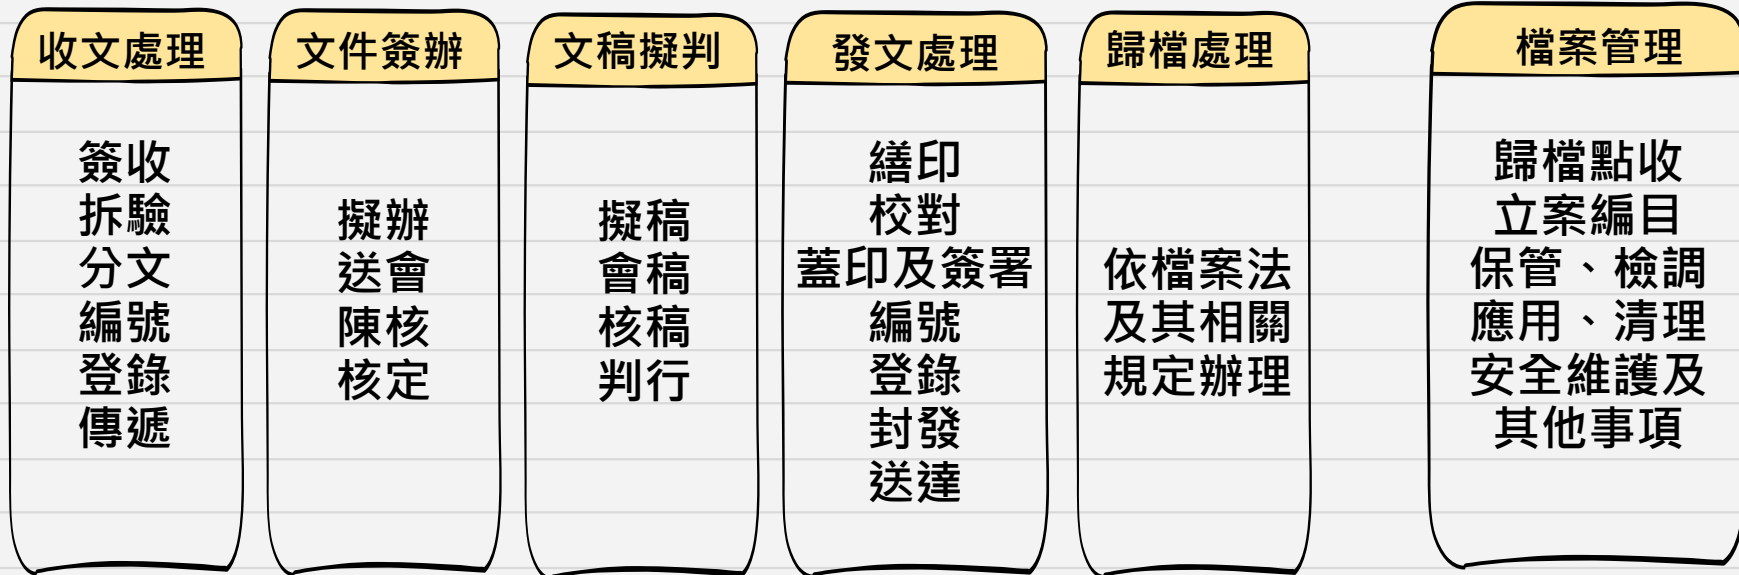 收文處理
簽收
拆驗
分文
編號
登錄
傳遞
文件簽辦
擬辦
送會
陳核
核定
文稿擬判
擬稿
會稿
核稿
判行
發文處理
繕印
校對
蓋印及簽署
編號
登錄
封發
送達
歸檔處理
依檔案法
及其相關
規定辦理
檔案管理
歸檔點收
立案編目
保管、檢調
應用、清理
安全維護及
其他事項